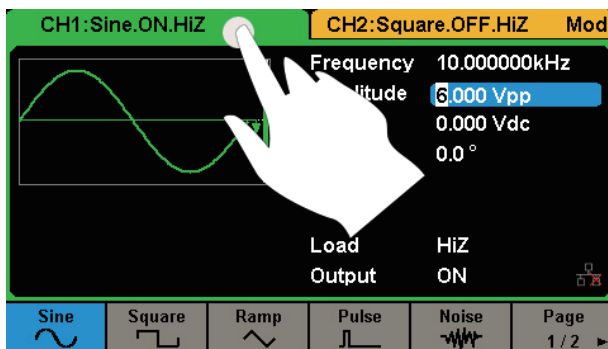 CH1:Sine.ON.HiZ CH2:Square.OFF.HiZ Mod
Frequency 10.000000kHz
6.000 Vpp
0.000 Vdc
0.0 °
Load HiZ
Output ON
Sine Square Ramp Pulse Noise Page
1/2